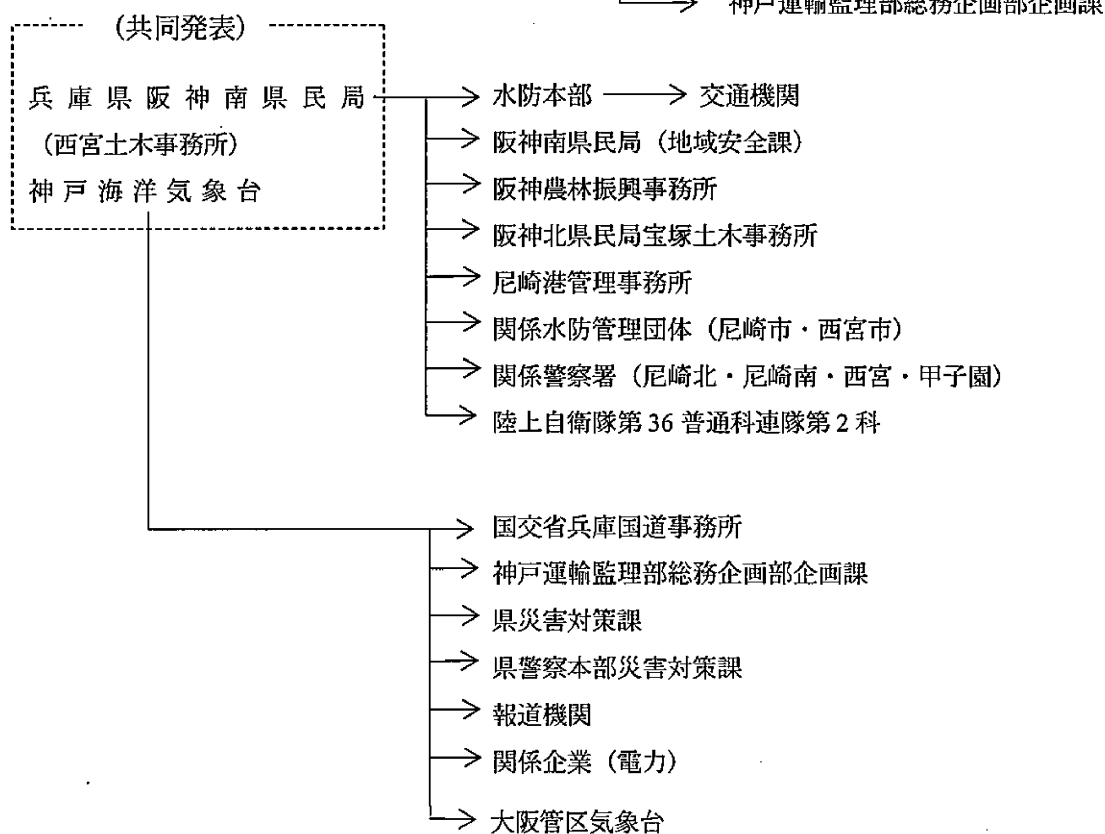 神戸運輸監理部総務企画部企画課
(共同発表)
兵庫県阪神南県民局
(西宮土木事務所)
神戸海洋気象台
水防本部 → 交通機関
阪神南県民局(地域安全課)
阪神農林振興事務所
阪神北県民局宝塚土木事務所
尼崎港管理事務所
関係水防管理団体(尼崎市・西宮市)
関係警察署(尼崎北・尼崎南・西宮・甲子園)
陸上自衛隊第36普通科連隊第2科
国交省兵庫国道事務所
神戸運輸監理部総務企画部企画課
県災害対策課
県警察本部災害対策課
報道機関
関係企業(電力)
大阪管区気象台